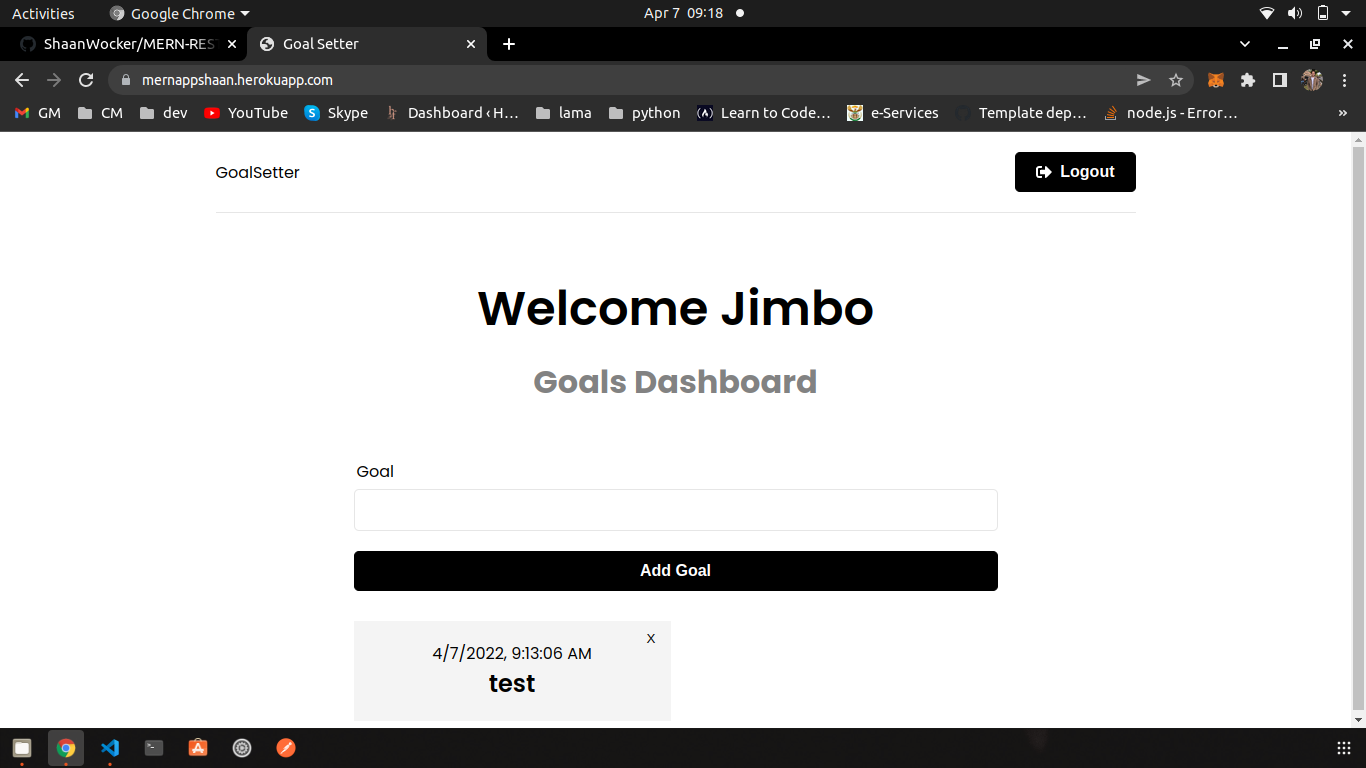 Activities Google Chrome Apr 7 09:18
ShaanWocker/MERN-RES Goal Setter
mernappshaan.herokuapp.com
GM CM dev YouTube Skype Dashboard ‹ H… lama python Learn to Code… e-Services Template dep… node.js - Error… »
GoalSetter Logout
Welcome Jimbo
Goals Dashboard
Goal
Add Goal
X
4/7/2022, 9:13:06 AM
test